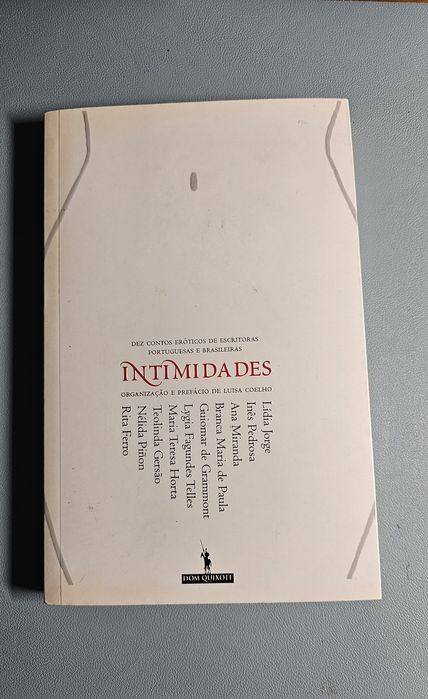 DEZ CONTOS ERÓTICOS DE ESCRITORAS
PORTUGUESAS E BRASILEIRAS
INTIMIDADES
ORGANIZAÇÃO E PREFÁCIO DE LUISA COELHO
Lídia Jorge
Inês Pedrosa
Ana Miranda
Branca Maria de Paula
Guiomar de Grammont
Lygia Fagundes Telles
Maria Teresa Horta
Teolinda Gersão
Nélida Piñon
Rita Ferro
DOM QUIXOTE